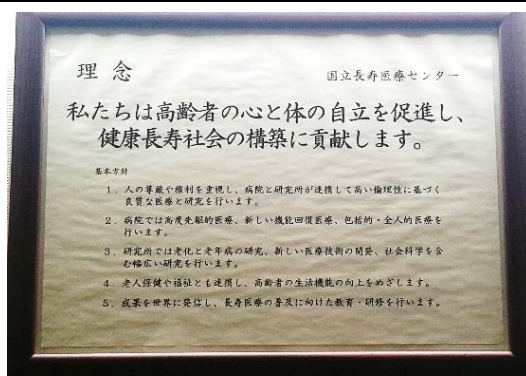 理念
国立長寿医療センター
私たちは高齢者の心と体の自立を促進し、
健康長寿社会の構築に貢献します。
基本方針
１、人の尊厳や権利を重視し、病院と研究所が連携して高い倫理性に基づく
良質な医療と研究を行います。
２、病院では高度先駆的医療、新しい機能回復医療、包括的・全人的医療を
行います。
３、研究所では老化と老年病の研究、新しい医療技術の開発、社会科学を含
む幅広い研究を行います。
４、老人保健や福祉とも連携し、高齢者の生活機能の向上をめざします。
５、成果を世界に発信し、長寿医療の普及に向けた教育・研修を行います。